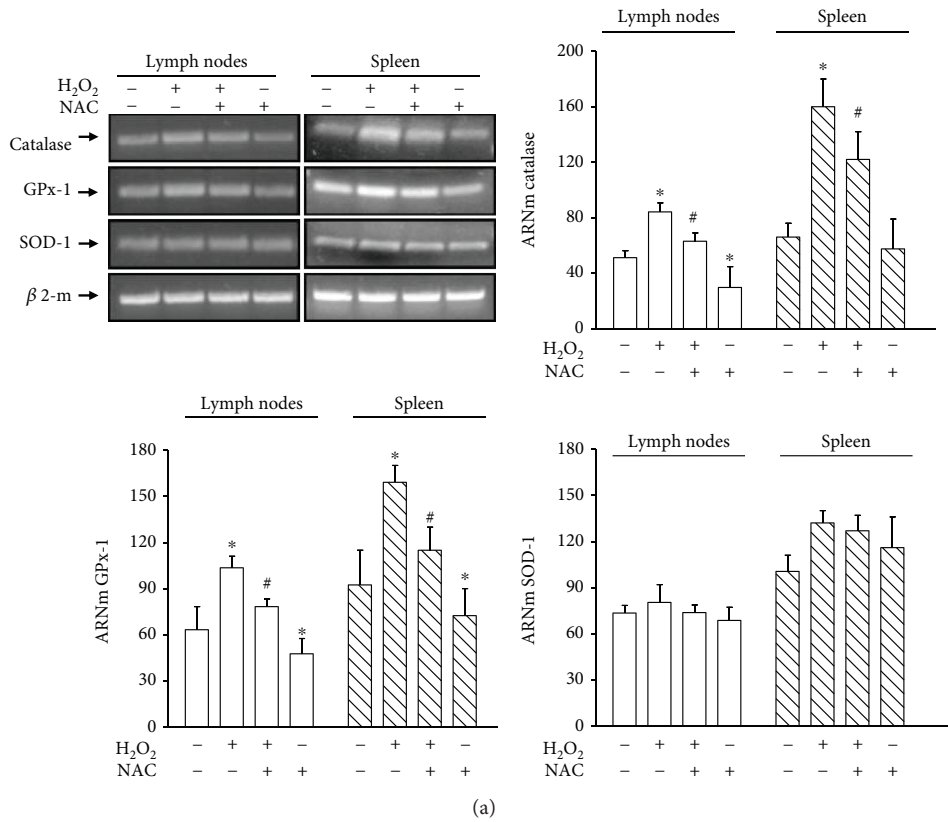 Lymph nodes Spleen
H₂O₂ − + + − − + + −
NAC − − + + − − + +
Catalase
GPx-1
SOD-1
β 2-m
Lymph nodes Spleen
ARNm catalase
200
160
120
80
40
0
* # * * #
H₂O₂ − + + − − + + −
NAC − − + + − − + +
Lymph nodes Spleen
ARNm GPx-1
180
150
120
90
60
30
0
* # * * # *
H₂O₂ − + + − − + + −
NAC − − + + − − + +
Lymph nodes Spleen
ARNm SOD-1
180
150
120
90
60
30
0
H₂O₂ − + + − − + + −
NAC − − + + − − + +
(a)